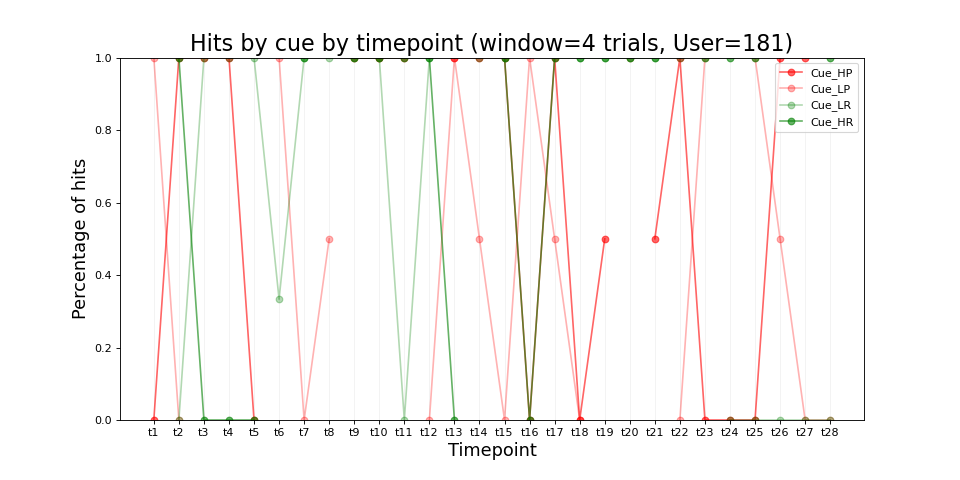 Hits by cue by timepoint (window=4 trials, User=181)
Percentage of hits
1.0
0.8
0.6
0.4
0.2
0.0
Cue_HP
Cue_LP
Cue_LR
Cue_HR
t1 t2 t3 t4 t5 t6 t7 t8 t9 t10 t11 t12 t13 t14 t15 t16 t17 t18 t19 t20 t21 t22 t23 t24 t25 t26 t27 t28
Timepoint